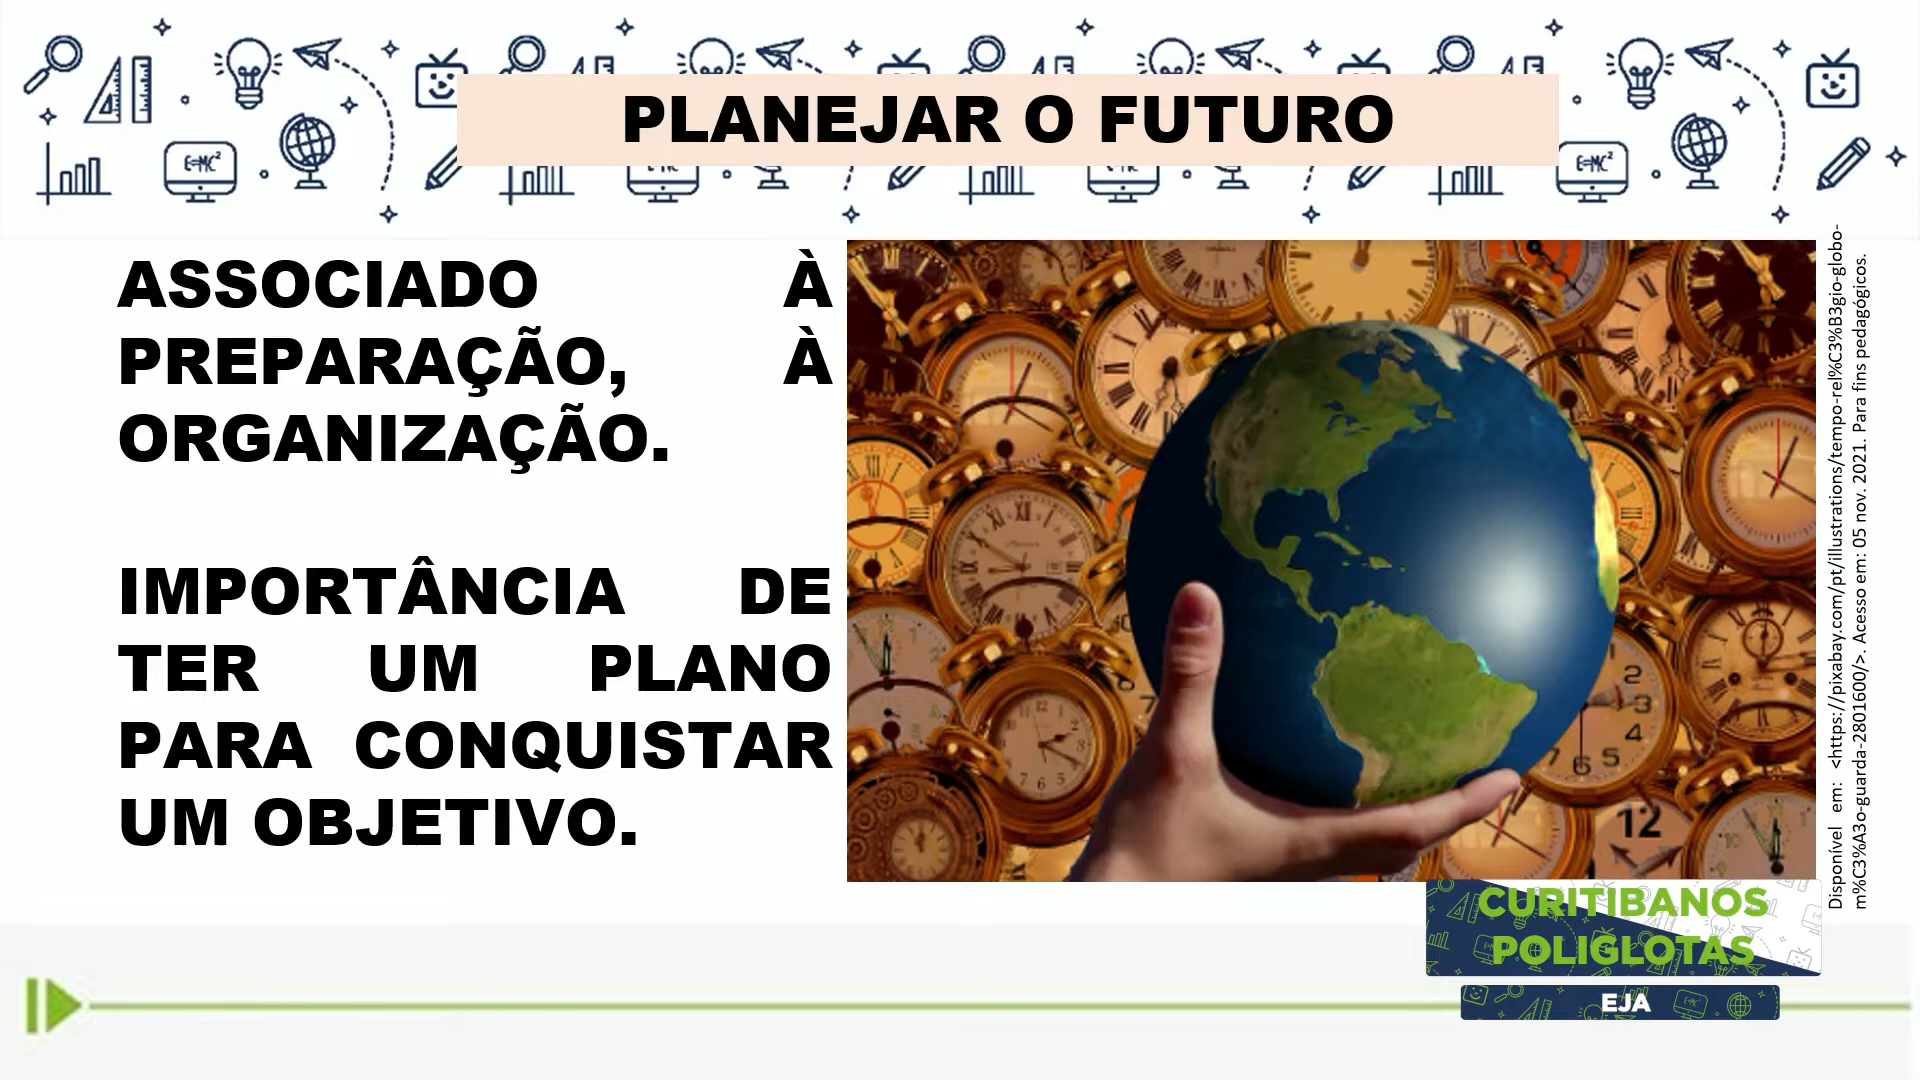 PLANEJAR O FUTURO
ASSOCIADO À
PREPARAÇÃO, À
ORGANIZAÇÃO.
IMPORTÂNCIA DE
TER UM PLANO
PARA CONQUISTAR
UM OBJETIVO.
Disponível em: <https://pixabay.com/pt/illustrations/tempo-rel%C3%B3gio-globo-
m%C3%A3o-guarda-2801600/>. Acesso em: 05 nov. 2021. Para fins pedagógicos.
CURITIBANOS
POLIGLOTAS
EJA